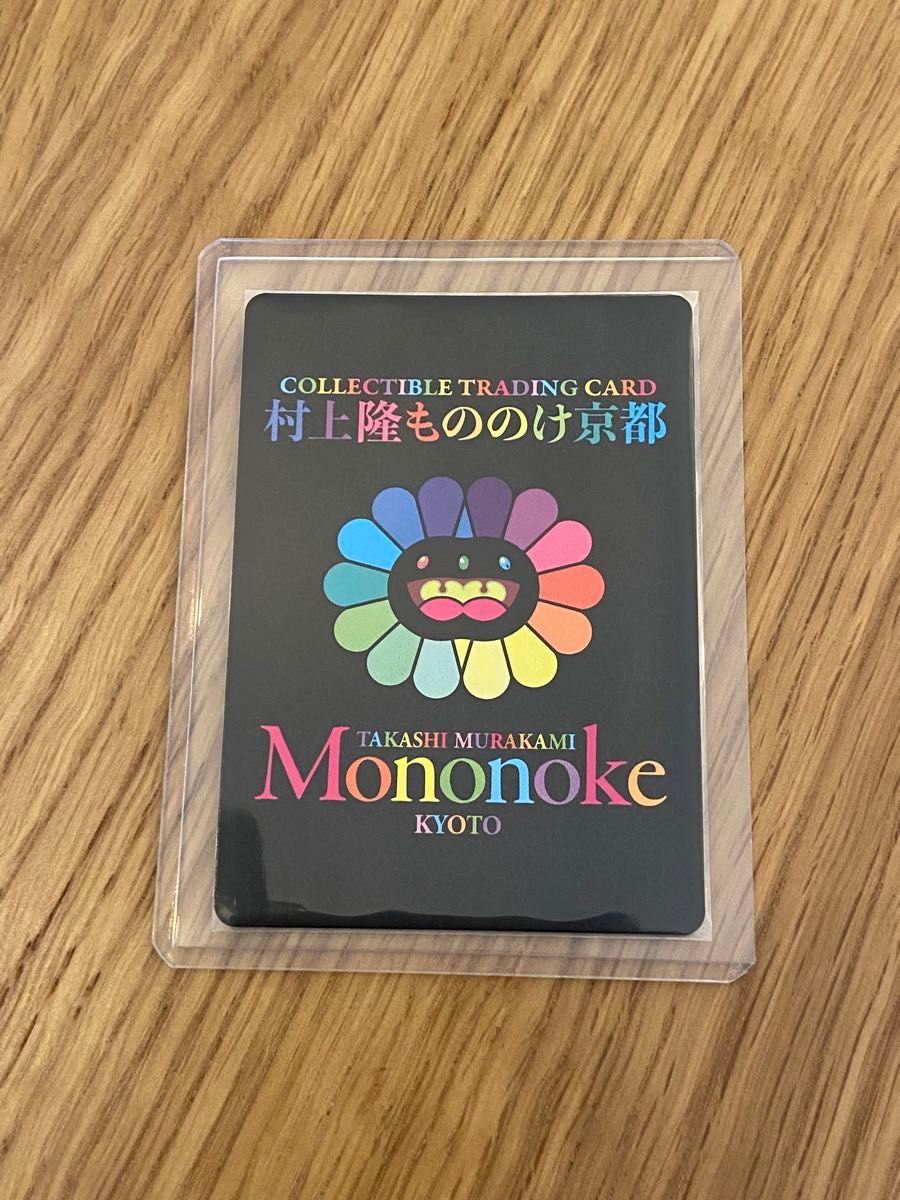 COLLECTIBLE TRADING CARD
村上隆もののけ京都
TAKASHI MURAKAMI
Mononoke
KYOTO